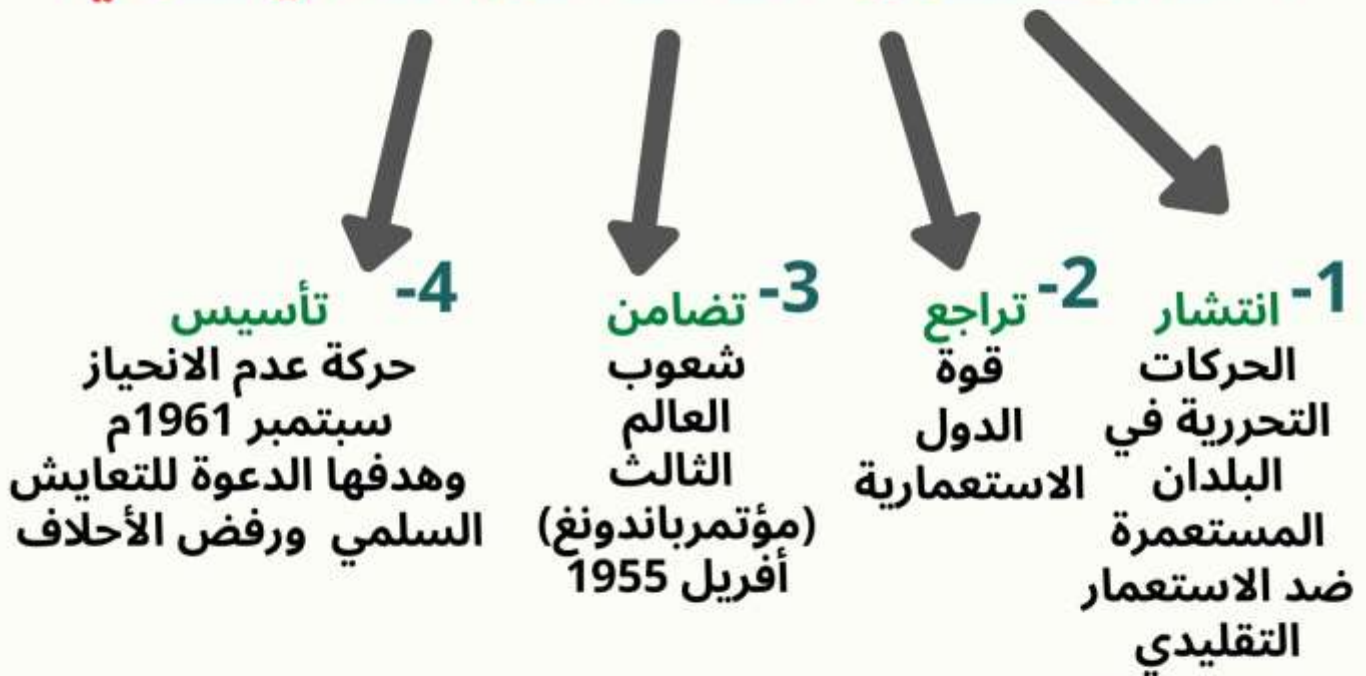 1- انتشار
الحركات
التحررية في
البلدان
المستعمرة
ضد الاستعمار
التقليدي
2- تراجع
قوة
الدول
الاستعمارية
3- تضامن
شعوب
العالم
الثالث
(مؤتمرباندونغ)
أفريل 1955
4- تأسيس
حركة عدم الانحياز
سبتمبر 1961م
وهدفها الدعوة للتعايش
السلمي ورفض الأحلاف